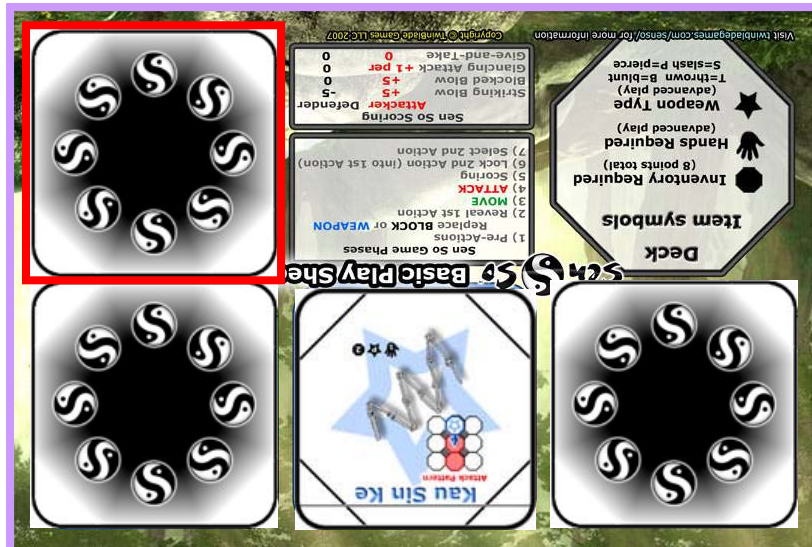 Kau Sin Ke
Attack Pattern
Sen So Basic Play She
Deck
Item symbols
Inventory Required
(8 points total)
Hands Required
(advanced play)
Weapon Type
(advanced play)
T=thrown B=blunt
S=slash P=pierce
Visit twinbladegames.com/senso/ for more information
Sen So Game Phases
1) Pre-Actions
Replace BLOCK or WEAPON
2) Reveal 1st Action
3) MOVE
4) ATTACK
5) Scoring
6) Lock 2nd Action (into 1st Action)
7) Select 2nd Action
Sen So Scoring
Attacker Defender
Striking Blow +5 -5
Blocked Blow +5 0
Glancing Attack +1 per 0
Give-and-Take 0 0
Copyright © TwinBlade Games LLC 2007